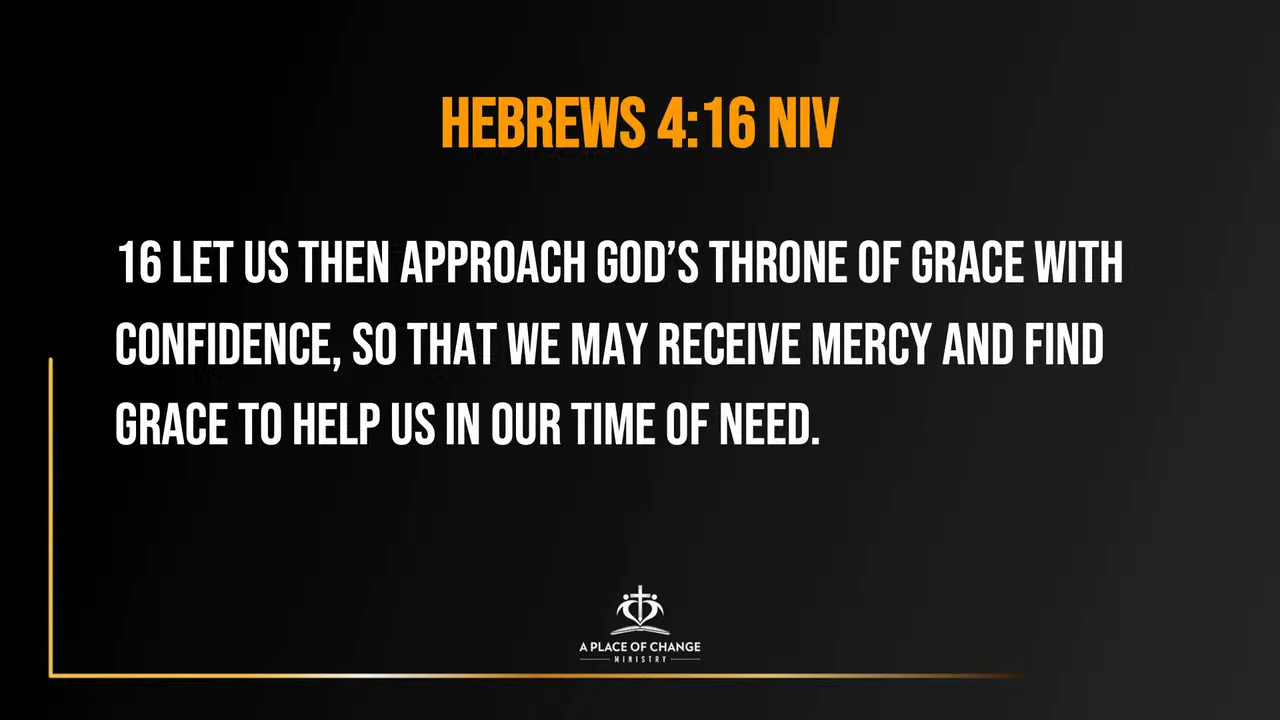 HEBREWS 4:16 NIV
16 LET US THEN APPROACH GOD’S THRONE OF GRACE WITH
CONFIDENCE, SO THAT WE MAY RECEIVE MERCY AND FIND
GRACE TO HELP US IN OUR TIME OF NEED.
A PLACE OF CHANGE
MINISTRY